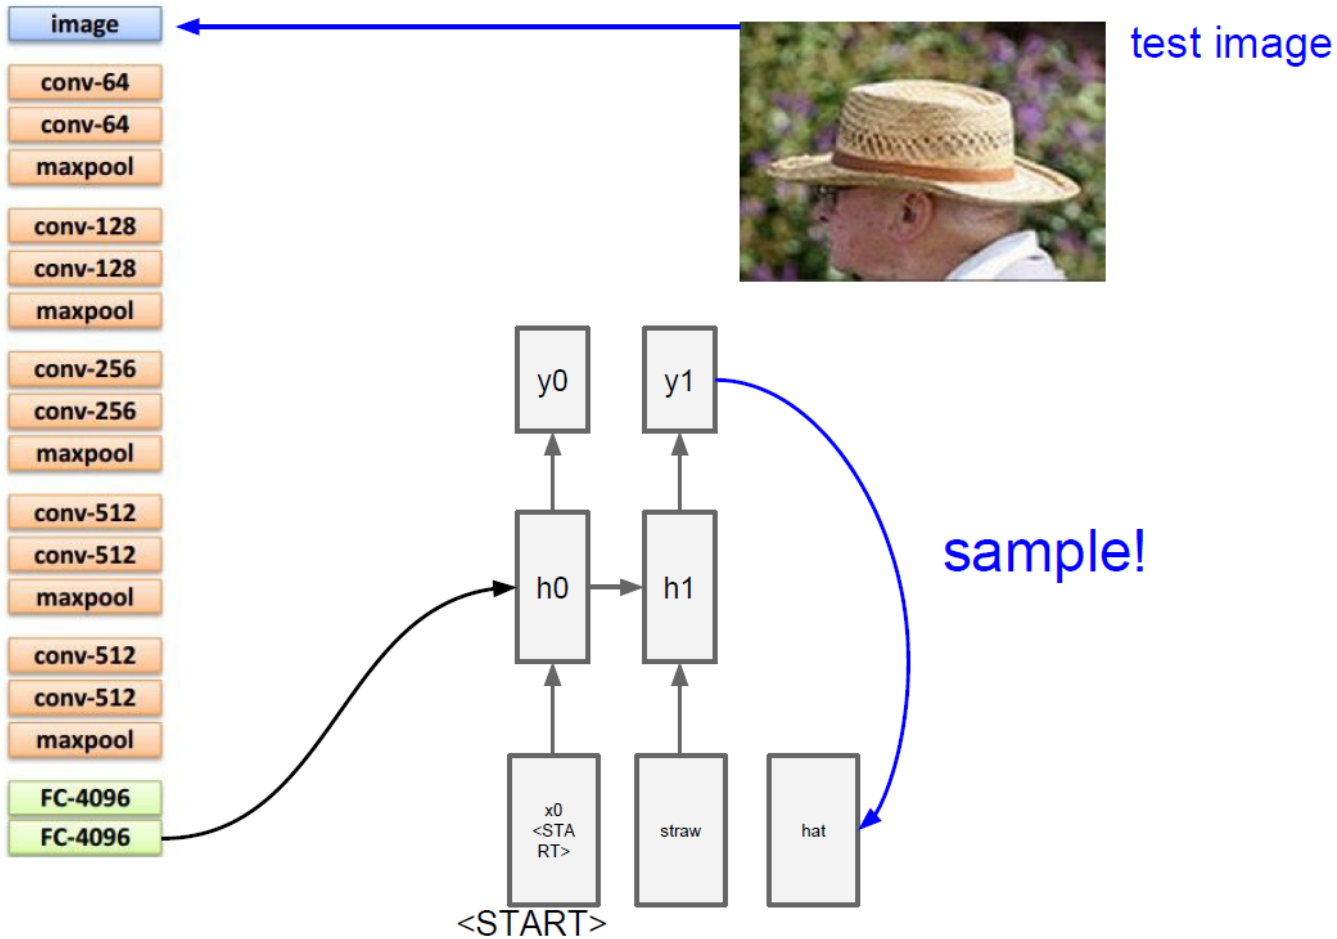 image
conv-64
conv-64
maxpool
conv-128
conv-128
maxpool
conv-256
conv-256
maxpool
conv-512
conv-512
maxpool
conv-512
conv-512
maxpool
FC-4096
FC-4096
test image
y0
y1
h0
h1
sample!
x0
<STA
RT>
straw
hat
<START>